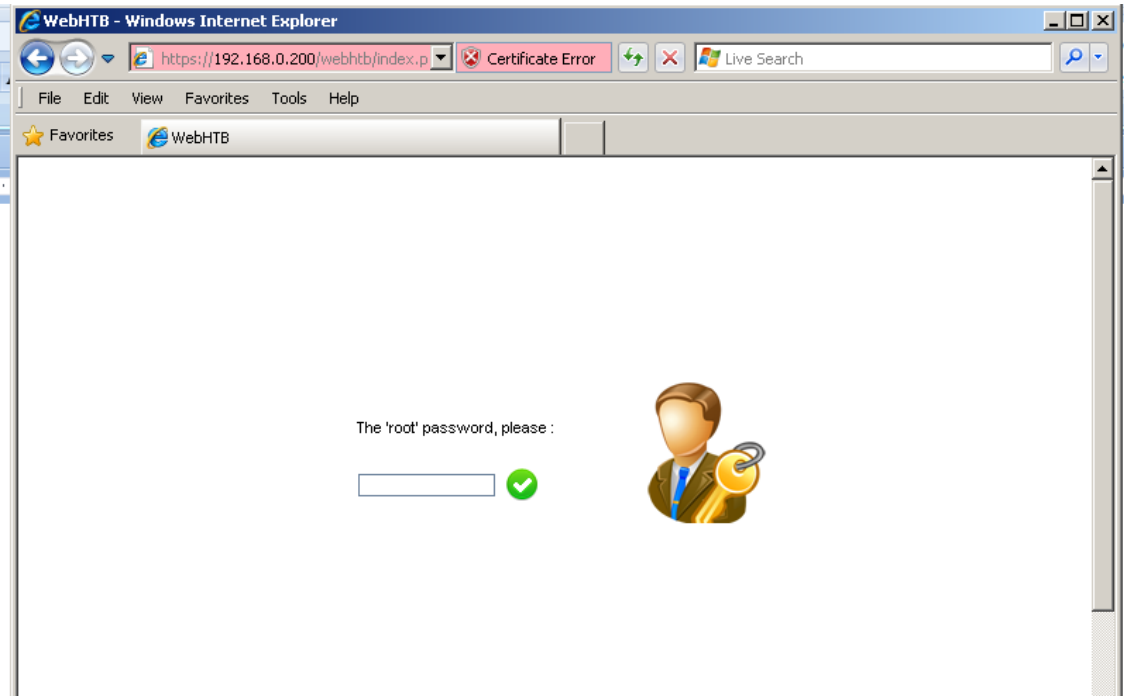 WebHTB - Windows Internet Explorer
https://192.168.0.200/webhtb/index.p Certificate Error Live Search
File Edit View Favorites Tools Help
Favorites WebHTB
The 'root' password, please :